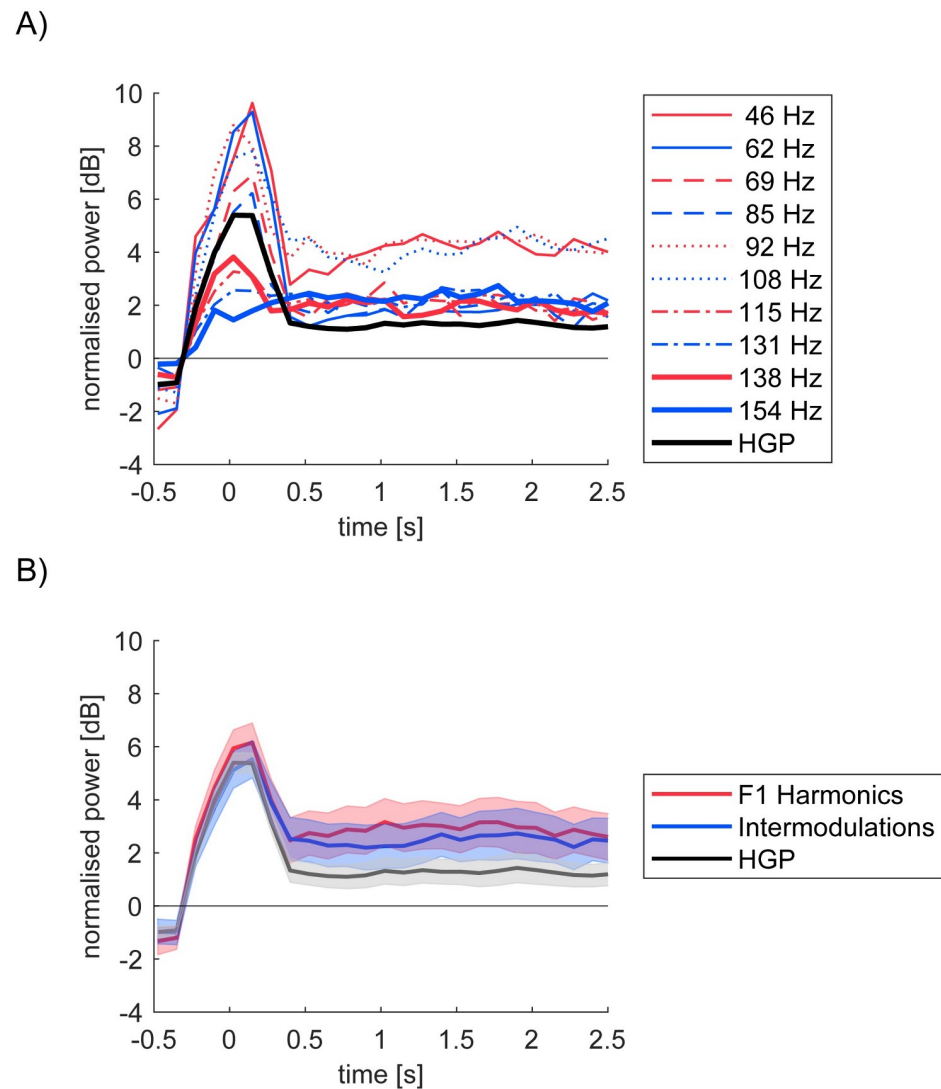 A)
normalised power [dB]
10
8
6
4
2
0
-2
-4
-0.5
0
0.5
1
1.5
2
2.5
time [s]
46 Hz
62 Hz
69 Hz
85 Hz
92 Hz
108 Hz
115 Hz
131 Hz
138 Hz
154 Hz
HGP
B)
normalised power [dB]
10
8
6
4
2
0
-2
-4
-0.5
0
0.5
1
1.5
2
2.5
time [s]
F1 Harmonics
Intermodulations
HGP